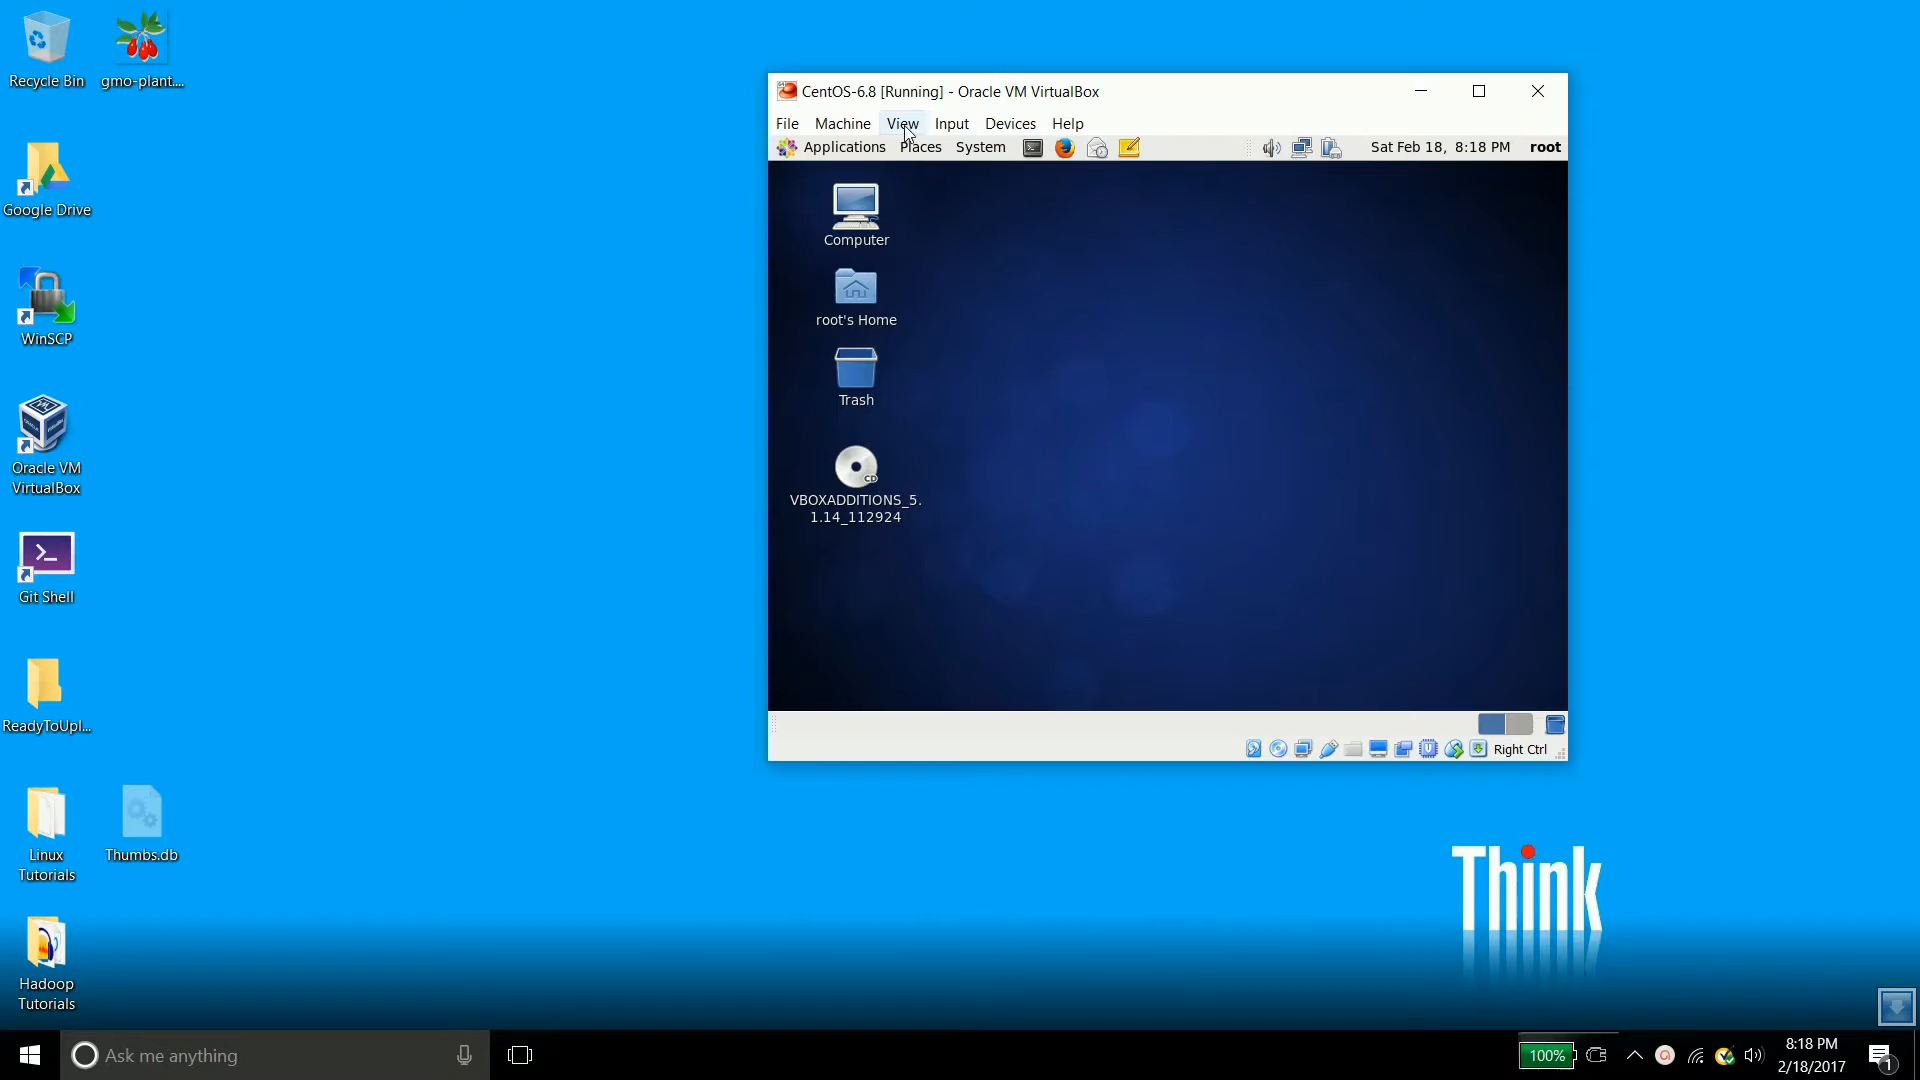 Recycle Bin
gmo-plant....
Google Drive
WinSCP
Oracle VM
VirtualBox
Git Shell
ReadyToUpl...
Linux
Tutorials
Thumbs.db
Hadoop
Tutorials
CentOS-6.8 [Running] - Oracle VM VirtualBox
File Machine View Input Devices Help
Applications Places System Sat Feb 18, 8:18 PM root
Computer
root's Home
Trash
CD
VBOXADDITIONS_5.
1.14_112924
Right Ctrl
Think
Ask me anything
100%
8:18 PM
2/18/2017
1